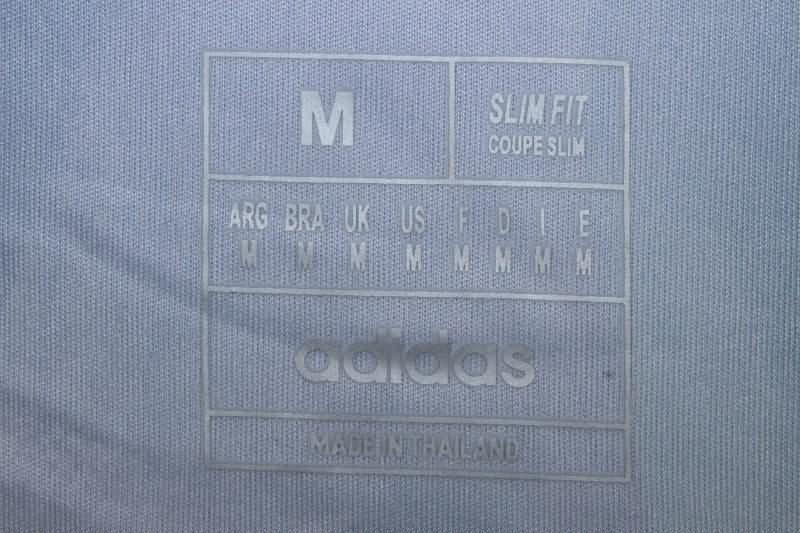 M
SLIM FIT
COUPE SLIM
ARG BRA UK US F D I E
M M M M M M M M
adidas
MADE IN THAILAND